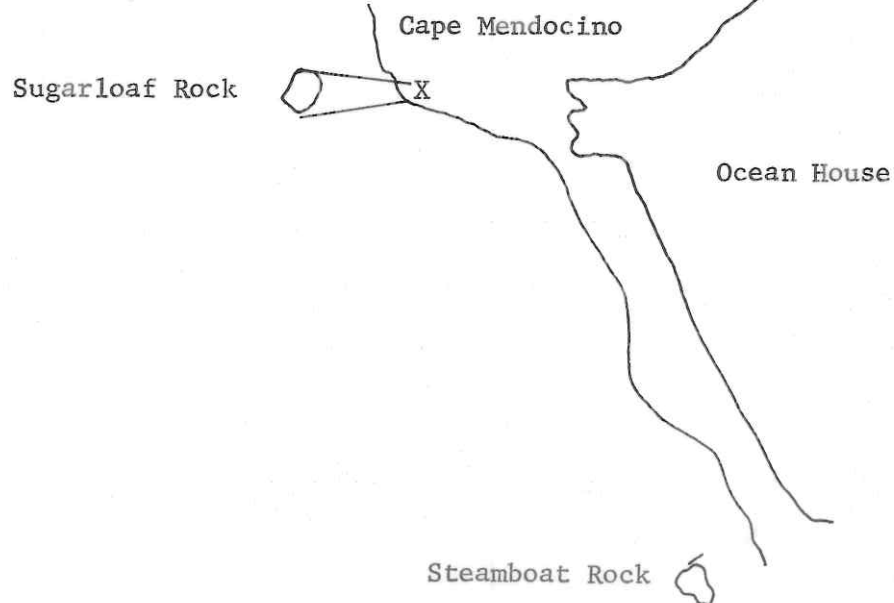 Cape Mendocino
Sugarloaf Rock
X
Ocean House
Steamboat Rock